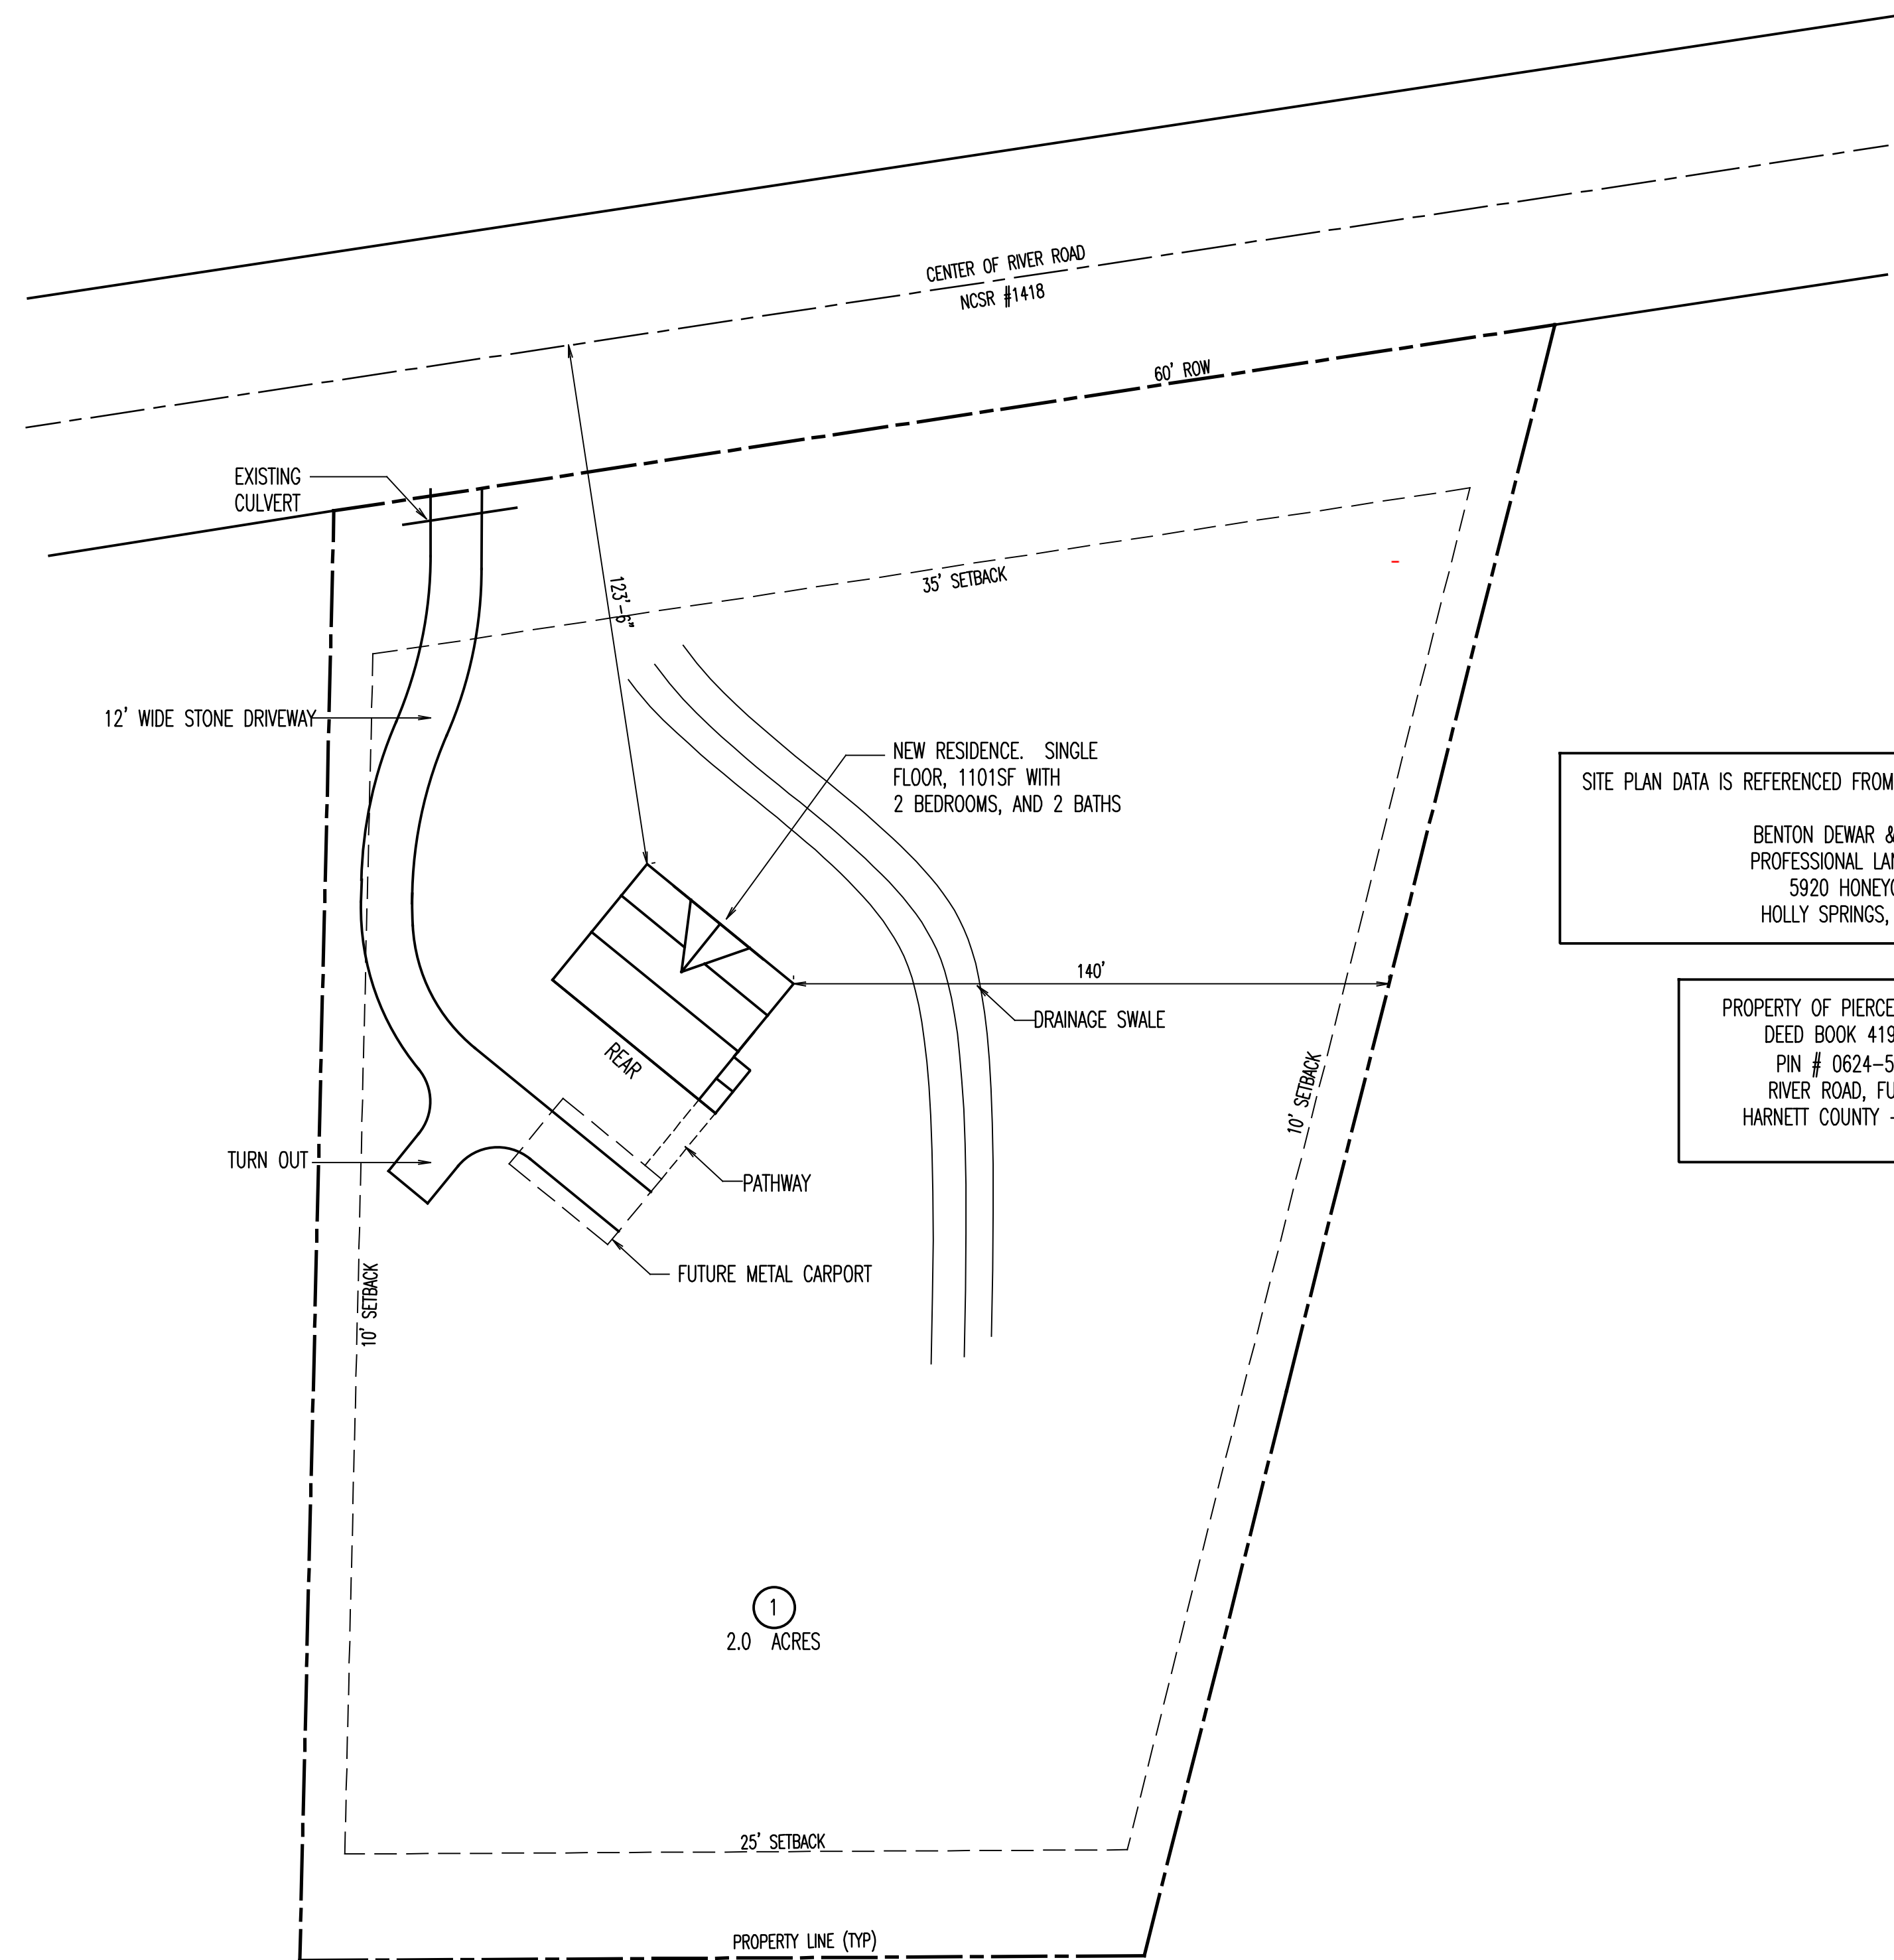 CENTER OF RIVER ROAD
NCSR #1418
60' ROW
EXISTING
CULVERT
35' SETBACK
123'-6"
12' WIDE STONE DRIVEWAY
NEW RESIDENCE. SINGLE
FLOOR, 1101SF WITH
2 BEDROOMS, AND 2 BATHS
SITE PLAN DATA IS REFERENCED FROM
BENTON DEWAR &
PROFESSIONAL
5920
HOLLY SPRINGS,
140'
DRAINAGE SWALE
PROPERTY OF PIERCE
DEED BOOK 419
PIN # 0624-5
RIVER ROAD,
HARNETT COUNTY -
REAR
10' SETBACK
TURN OUT
PATHWAY
10' SETBACK
FUTURE METAL CARPORT
1
2.0 ACRES
25' SETBACK
PROPERTY LINE (TYP)